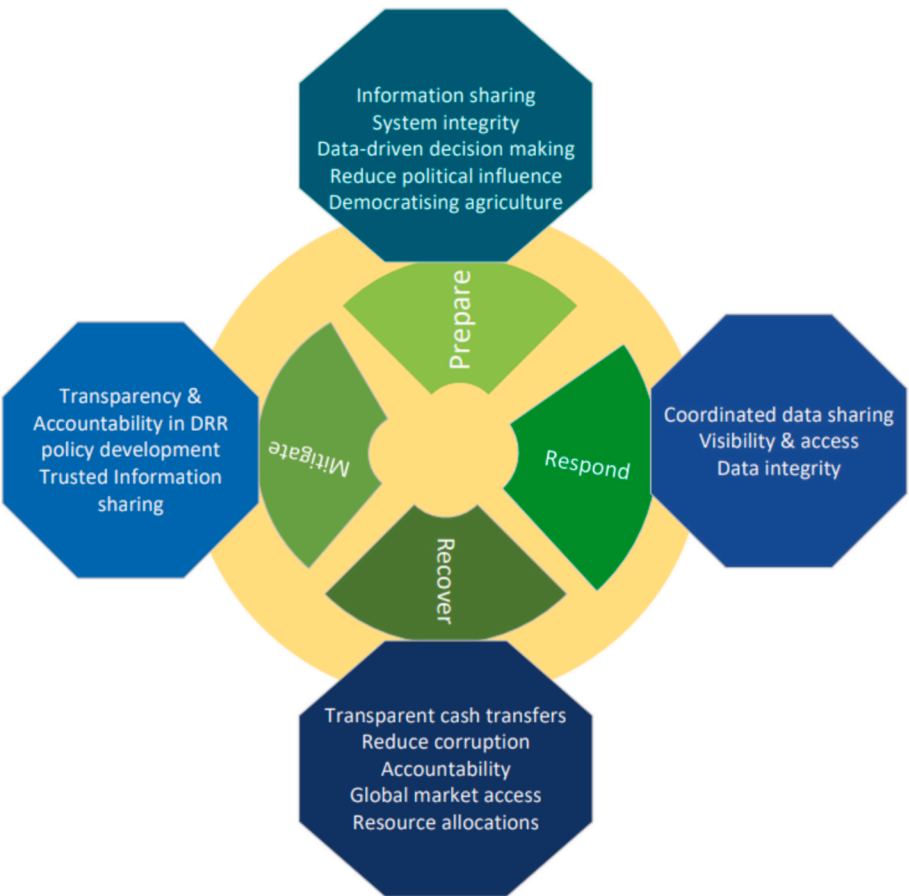 Information sharing
System integrity
Data-driven decision making
Reduce political influence
Democratising agriculture
Prepare
Transparency &
Accountability in DRR
policy development
Trusted Information
sharing
Mitigate
Respond
Coordinated data sharing
Visibility & access
Data integrity
Recover
Transparent cash transfers
Reduce corruption
Accountability
Global market access
Resource allocations